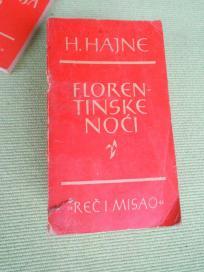 H. HAJNE
FLOREN-
TINSKE
NOĆI
»REČ I MISAO«